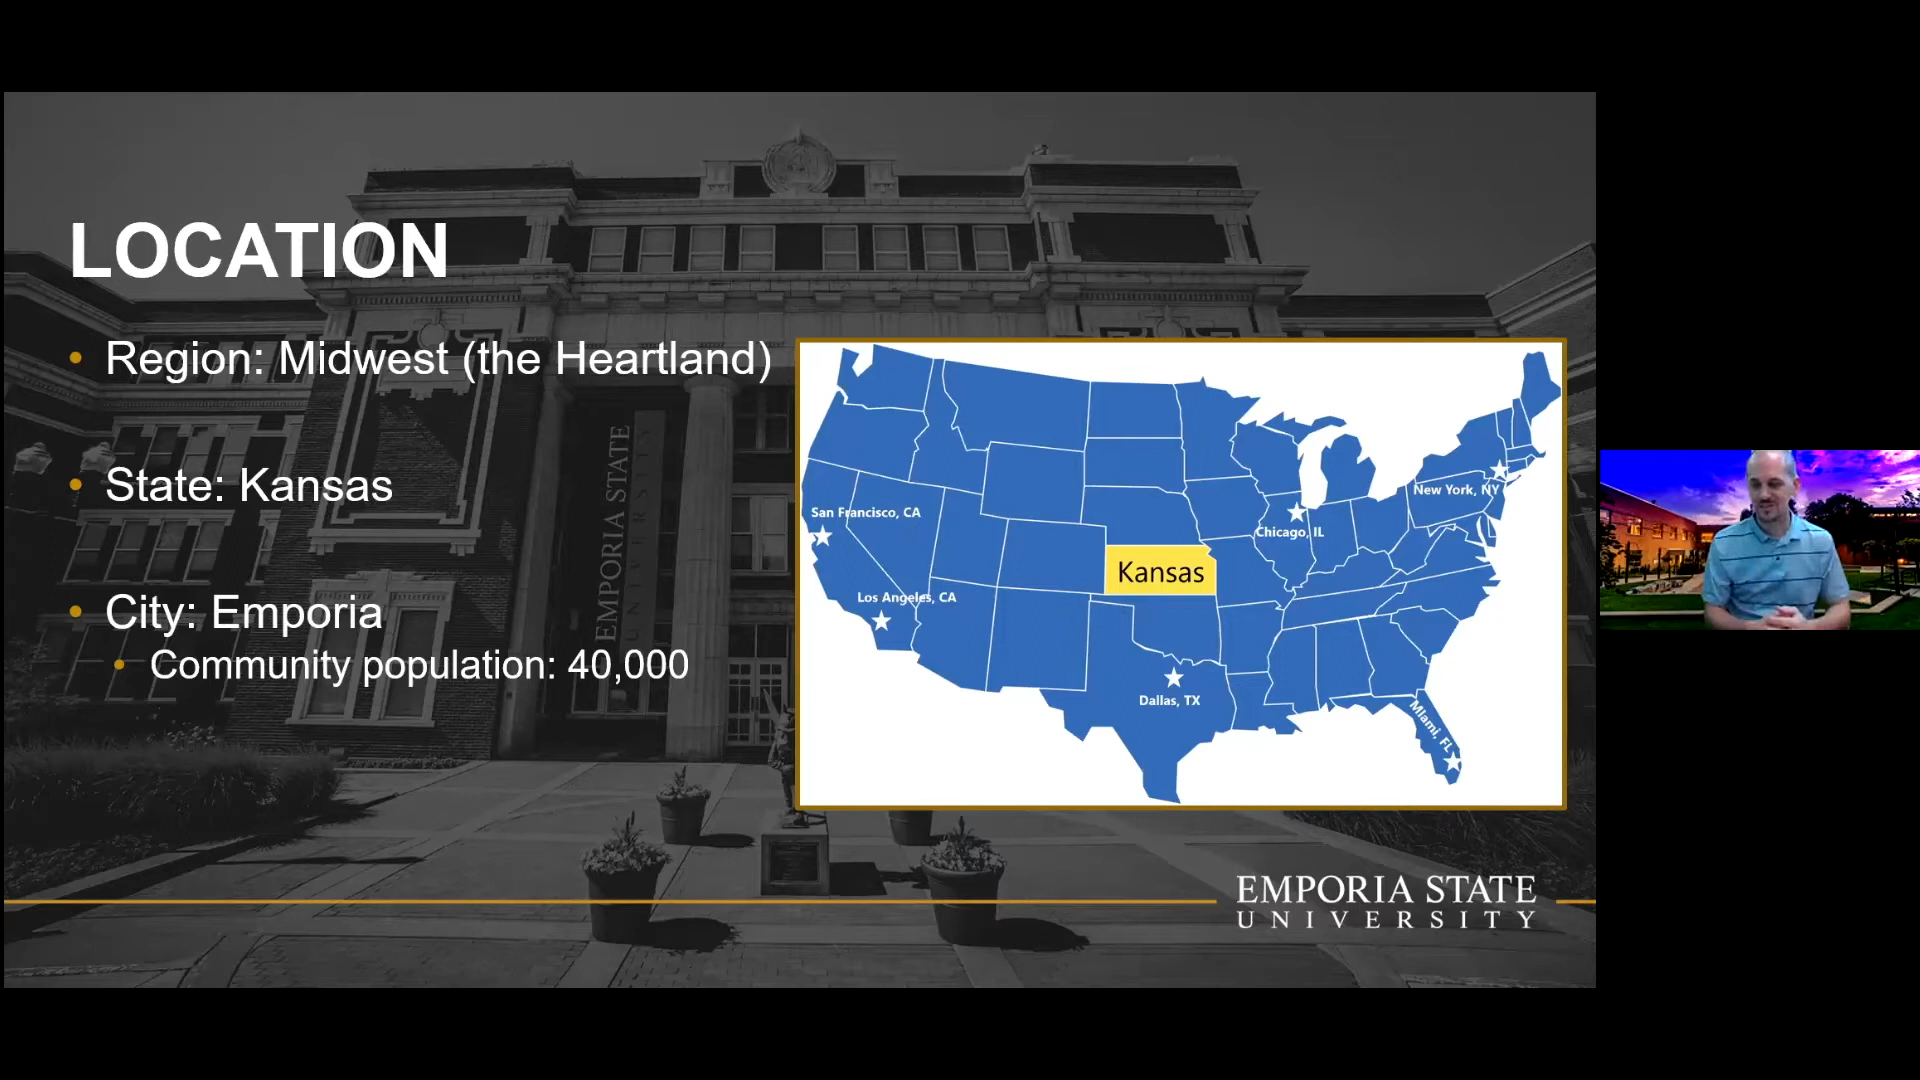 LOCATION
• Region: Midwest (the Heartland)
• State: Kansas
• City: Emporia
• Community population: 40,000
EMPORIA STATE
UNIVERSITY
San Francisco, CA
Los Angeles, CA
Kansas
Dallas, TX
Chicago, IL
New York, NY
Miami, FL
EMPORIA STATE
UNIVERSITY